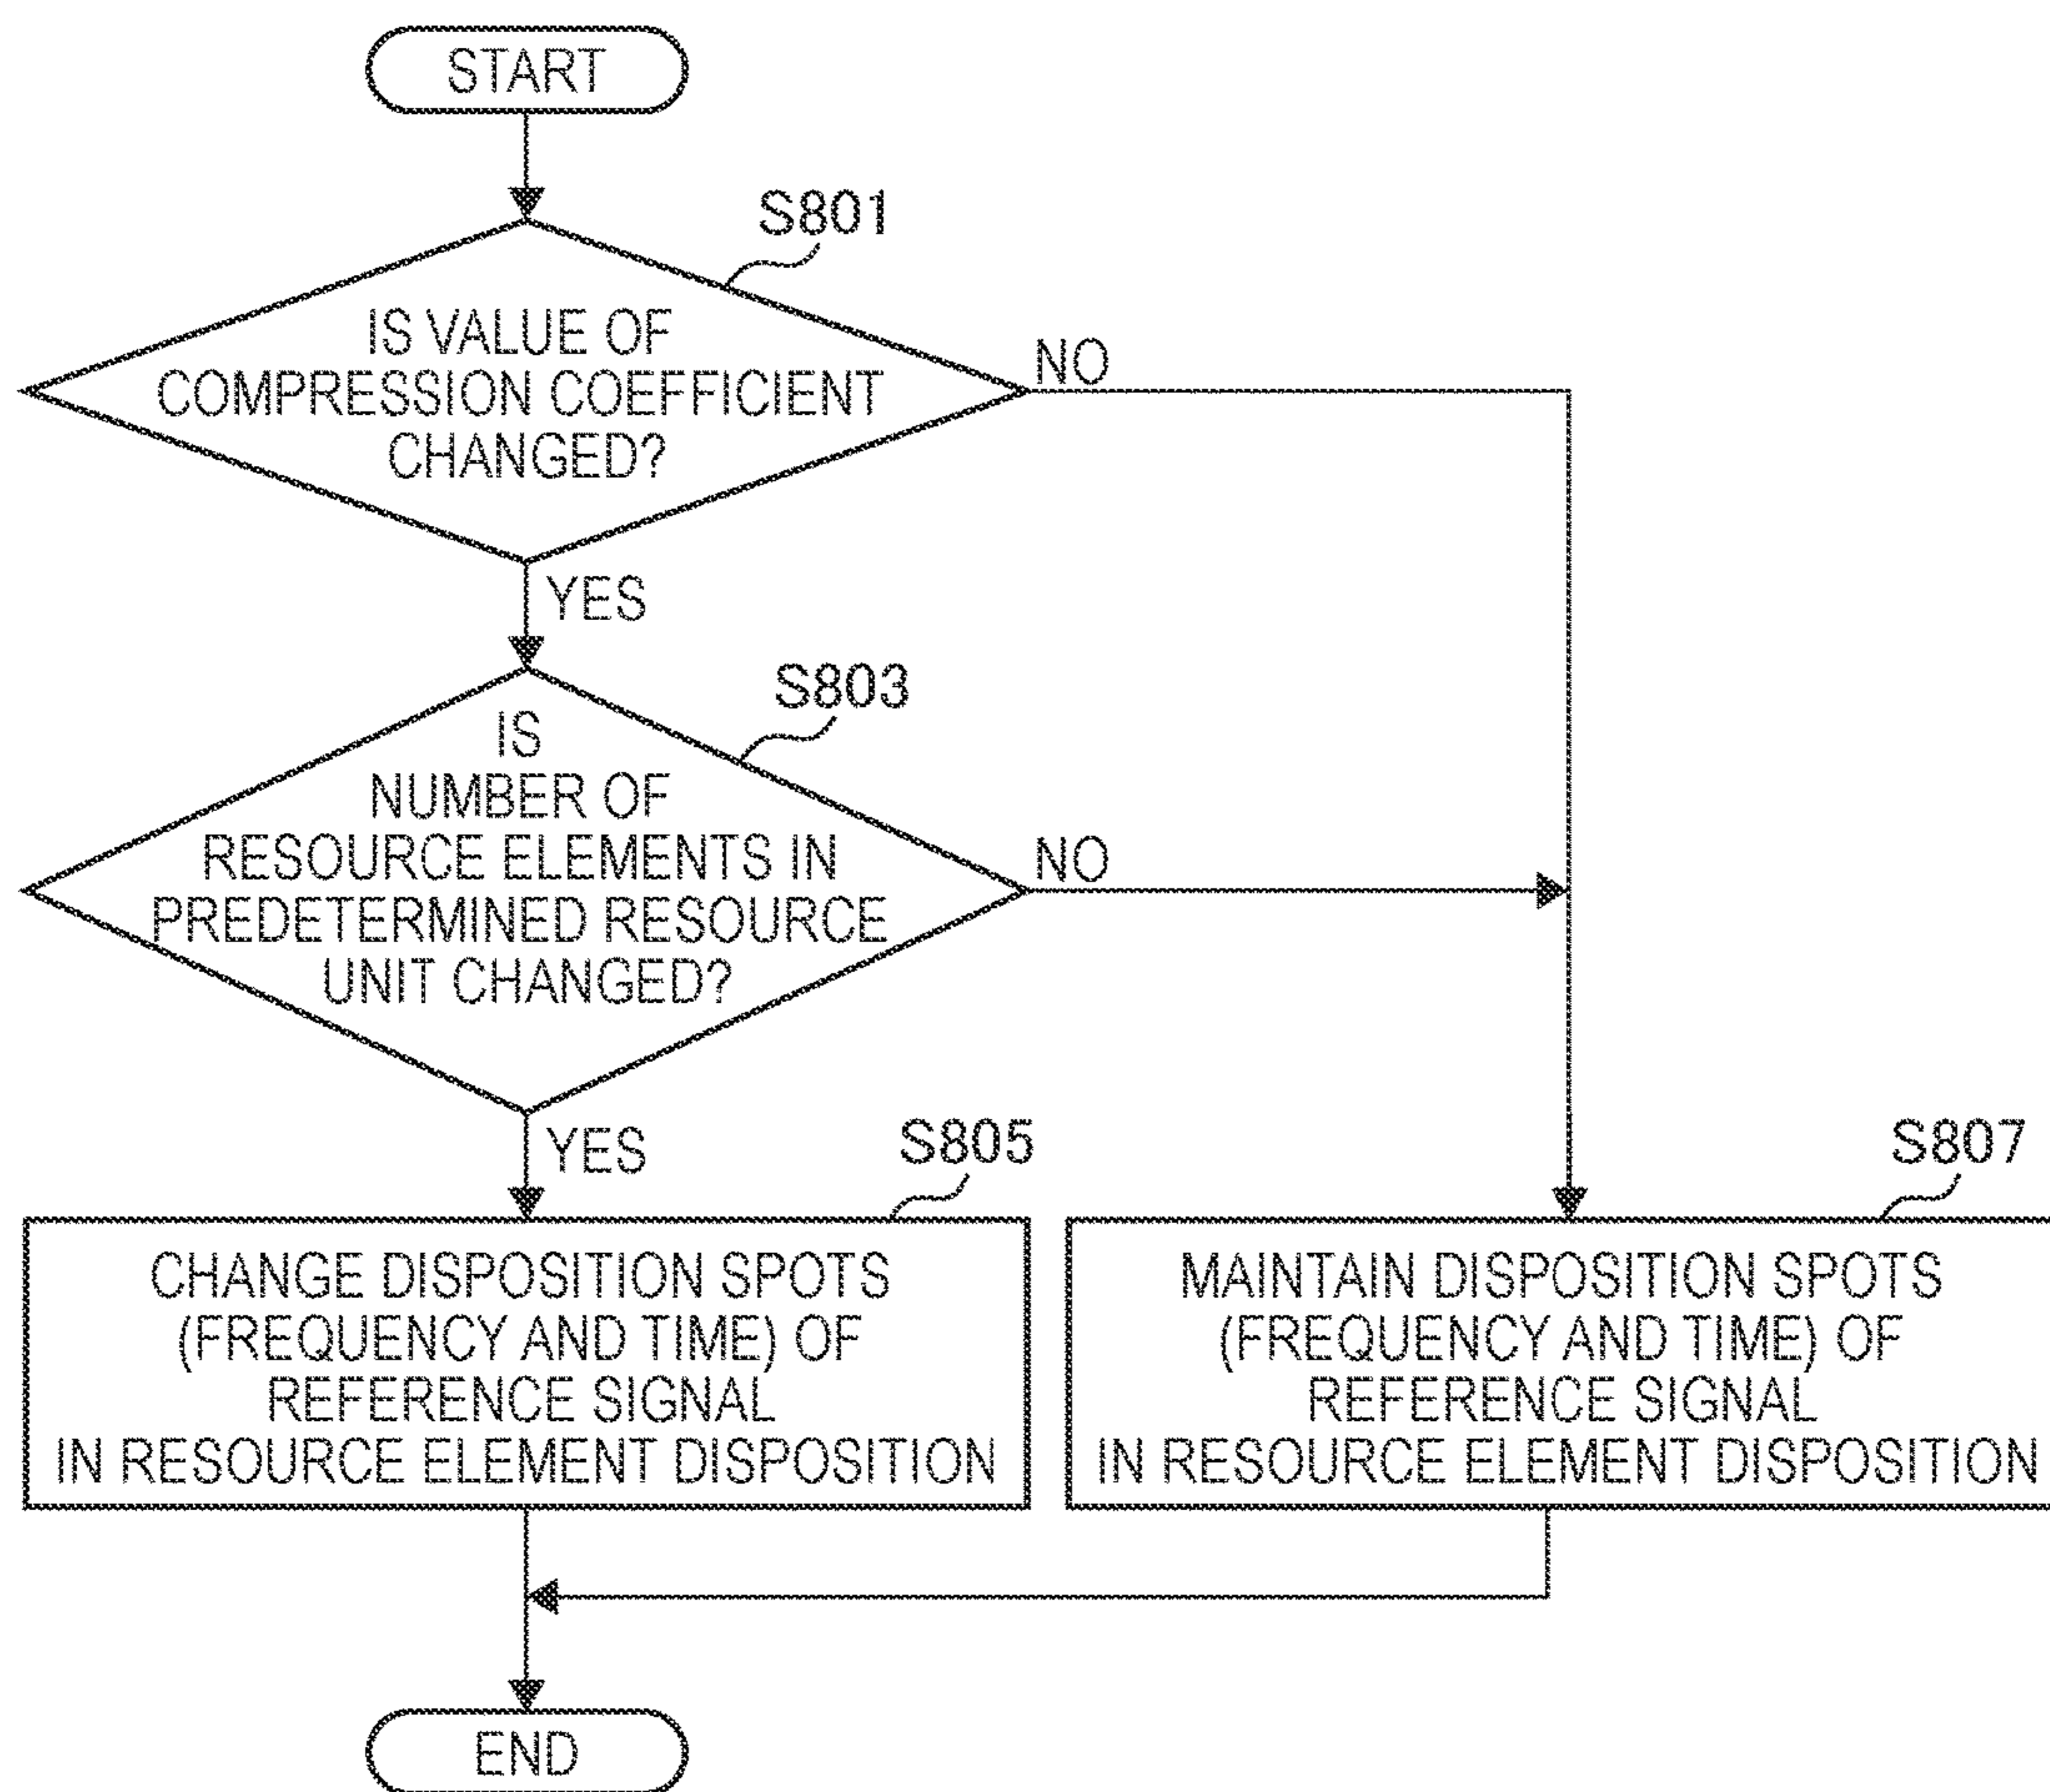 START
S801
IS VALUE OF
COMPRESSION COEFFICIENT
CHANGED?
NO
YES
S803
IS
NUMBER OF
RESOURCE ELEMENTS IN
PREDETERMINED RESOURCE
UNIT CHANGED?
NO
YES
S805
CHANGE DISPOSITION SPOTS
(FREQUENCY AND TIME) OF
REFERENCE SIGNAL
IN RESOURCE ELEMENT DISPOSITION
S807
MAINTAIN DISPOSITION SPOTS
(FREQUENCY AND TIME) OF
REFERENCE SIGNAL
IN RESOURCE ELEMENT DISPOSITION
END